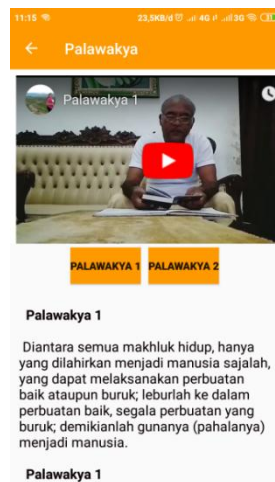 11:15
23,5KB/d 4G 3G
Palawakya
Palawakya 1
PALAWAKYA 1 PALAWAKYA 2
Palawakya 1
Diantara semua makhluk hidup, hanya
yang dilahirkan menjadi manusia sajalah,
yang dapat melaksanakan perbuatan
baik ataupun buruk; leburlah ke dalam
perbuatan baik, segala perbuatan yang
buruk; demikianlah gunanya (pahalanya)
menjadi manusia.
Palawakya 1